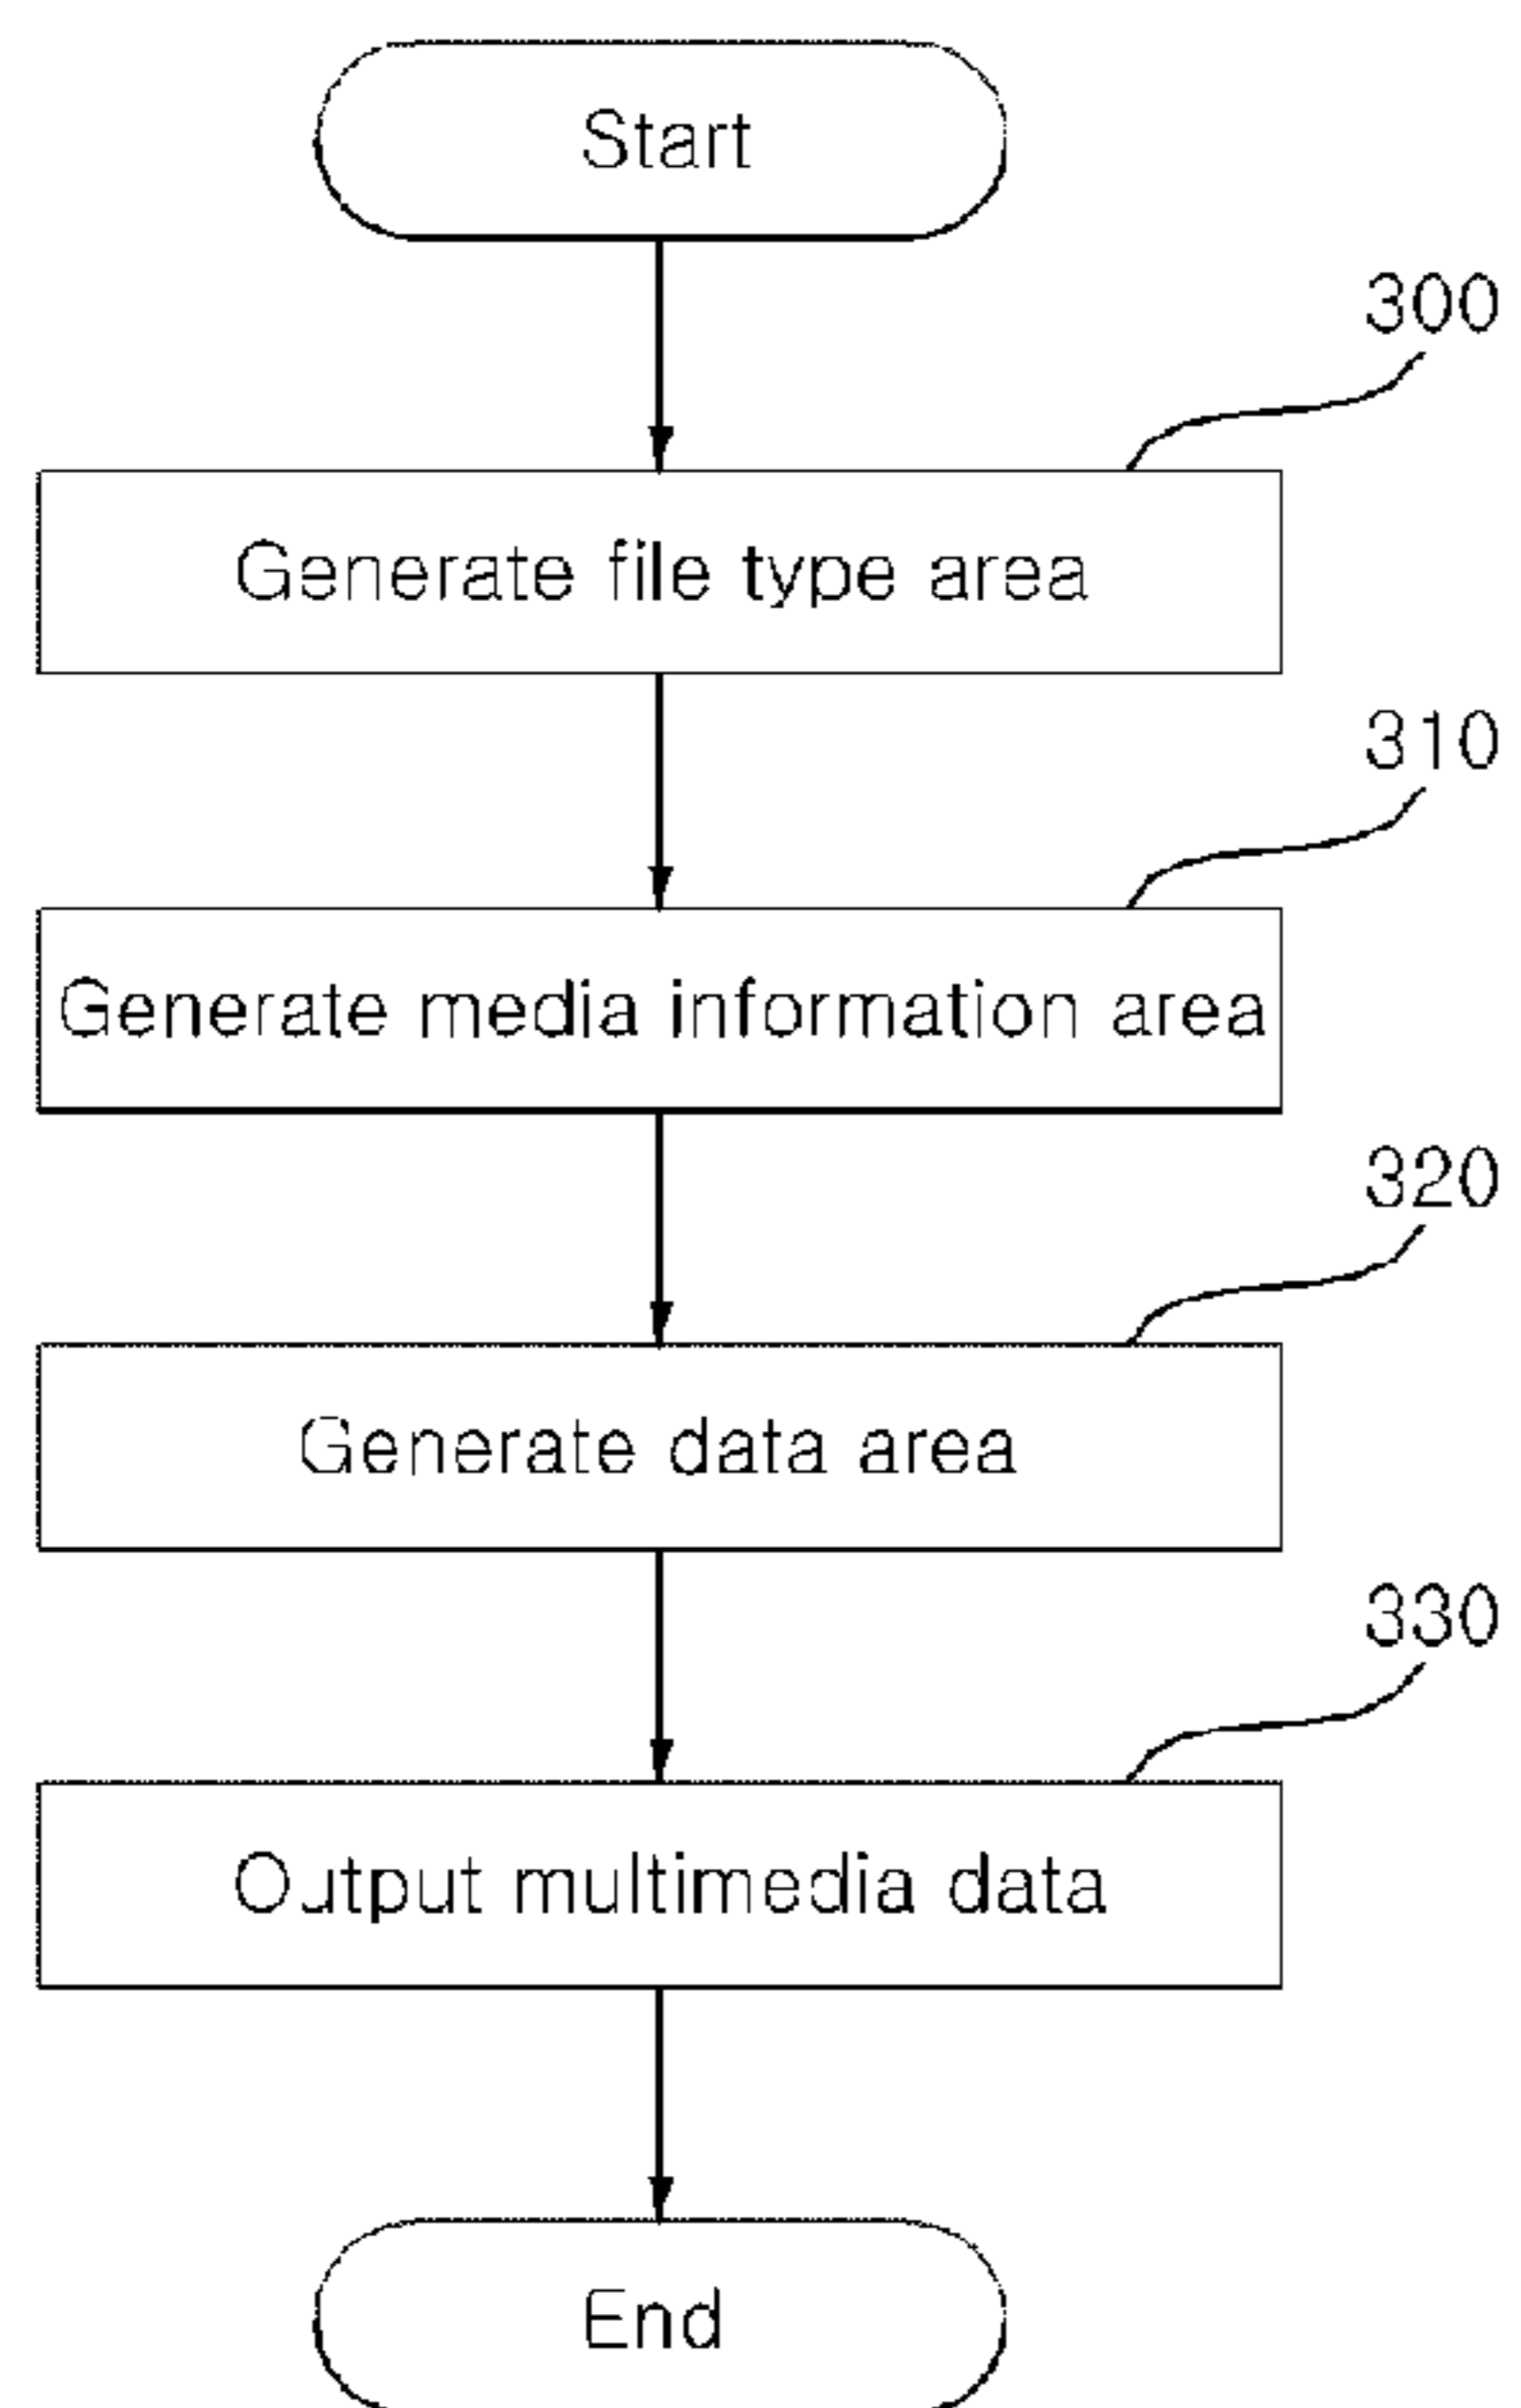 Start
300
Generate file type area
310
Generate media information area
320
Generate data area
330
Output multimedia data
End